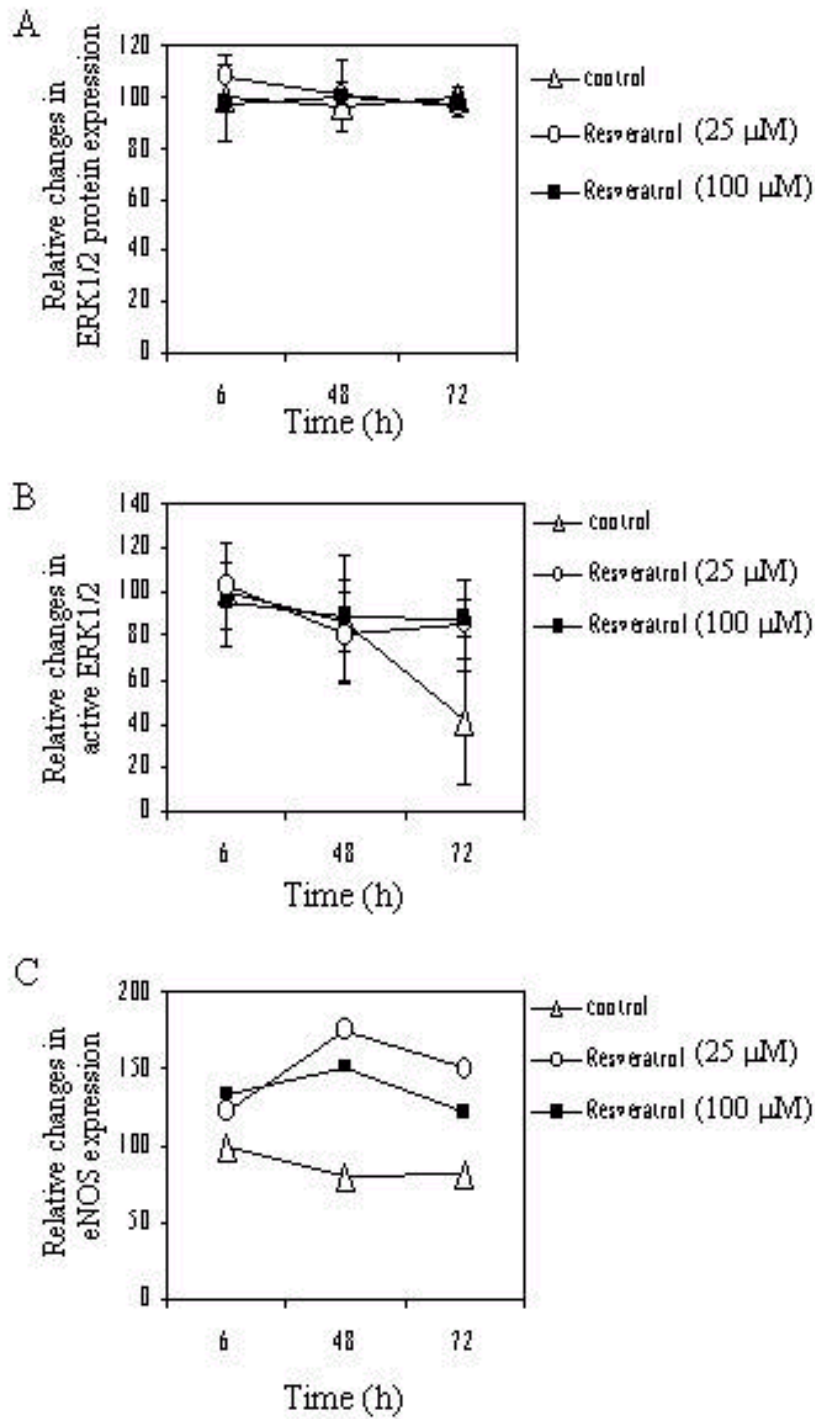 A
Relative changes in
ERK1/2 protein expression
120
100
80
60
40
20
0
6 48 72
Time (h)
control
Resveratrol (25 μM)
Resveratrol (100 μM)
B
Relative changes in
active ERK1/2
140
120
100
80
60
40
20
0
6 48 72
Time (h)
control
Resveratrol (25 μM)
Resveratrol (100 μM)
C
Relative changes in
eNOS expression
200
150
100
50
0
6 48 72
Time (h)
control
Resveratrol (25 μM)
Resveratrol (100 μM)